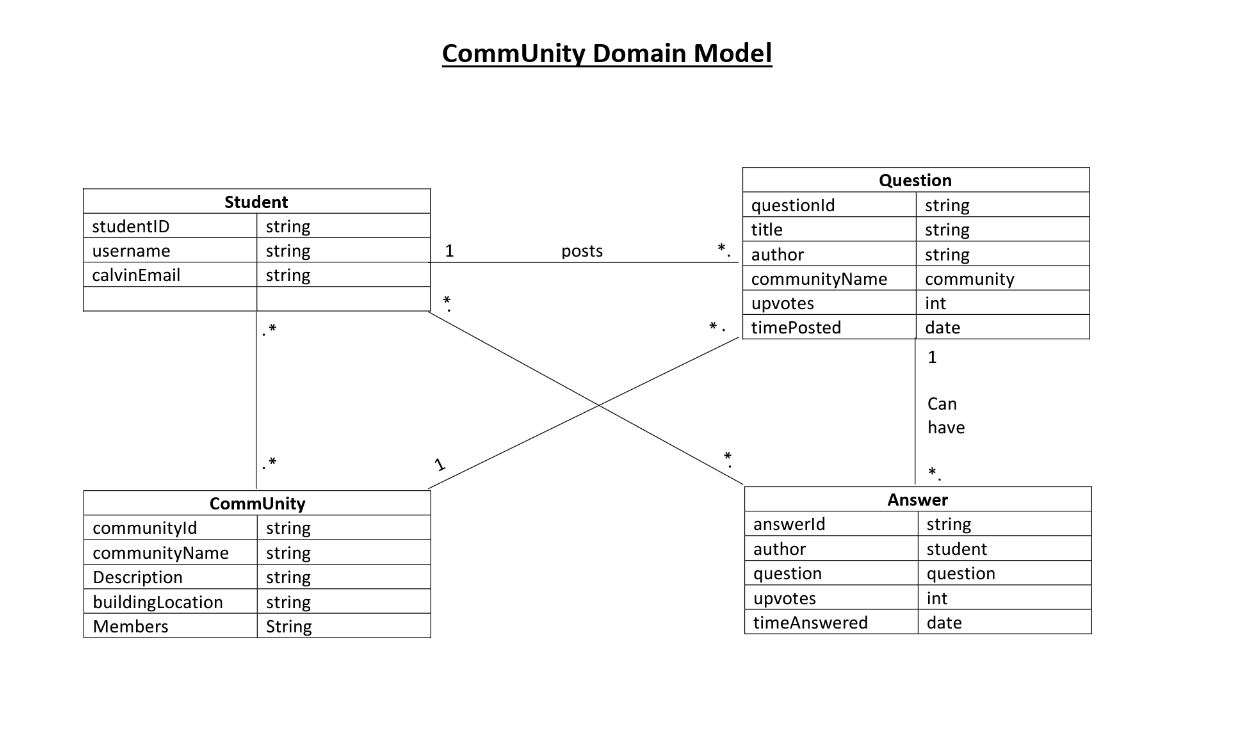 CommUnity Domain Model
Student
studentID string
username string
calvinEmail string
Question
questionId string
title string
author string
communityName community
upvotes int
timePosted date
1 posts *.
*.
*.
.*
.*
1
*.
1
Can
have
*.
CommUnity
communityId string
communityName string
Description string
buildingLocation string
Members String
Answer
answerId string
author student
question question
upvotes int
timeAnswered date